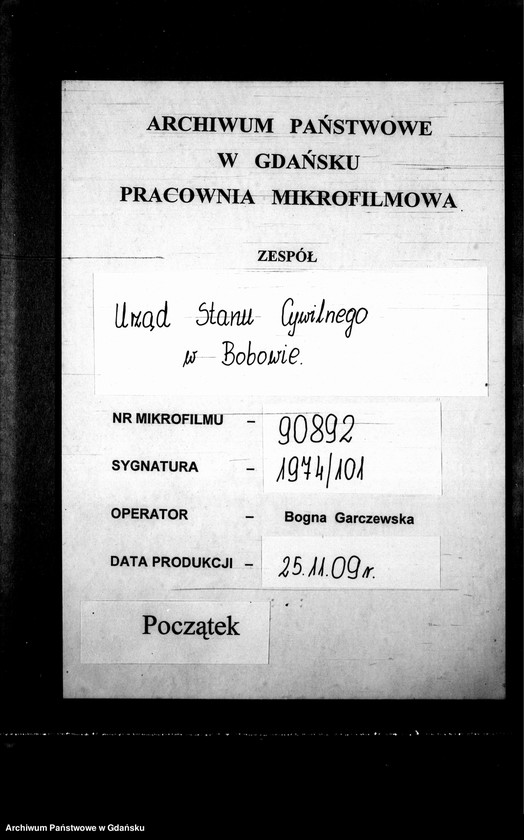 ARCHIWUM PAŃSTWOWE
W GDAŃSKU
PRACOWNIA MIKROFILMOWA
ZESPÓŁ
Urząd Stanu Cywilnego
w Bobowie.
NR MIKROFILMU – 90892
SYGNATURA – 1974/101
OPERATOR – Bogna Garczewska
DATA PRODUKCJI – 25.11.09r.
Początek
Archiwum Państwowe w Gdańsku